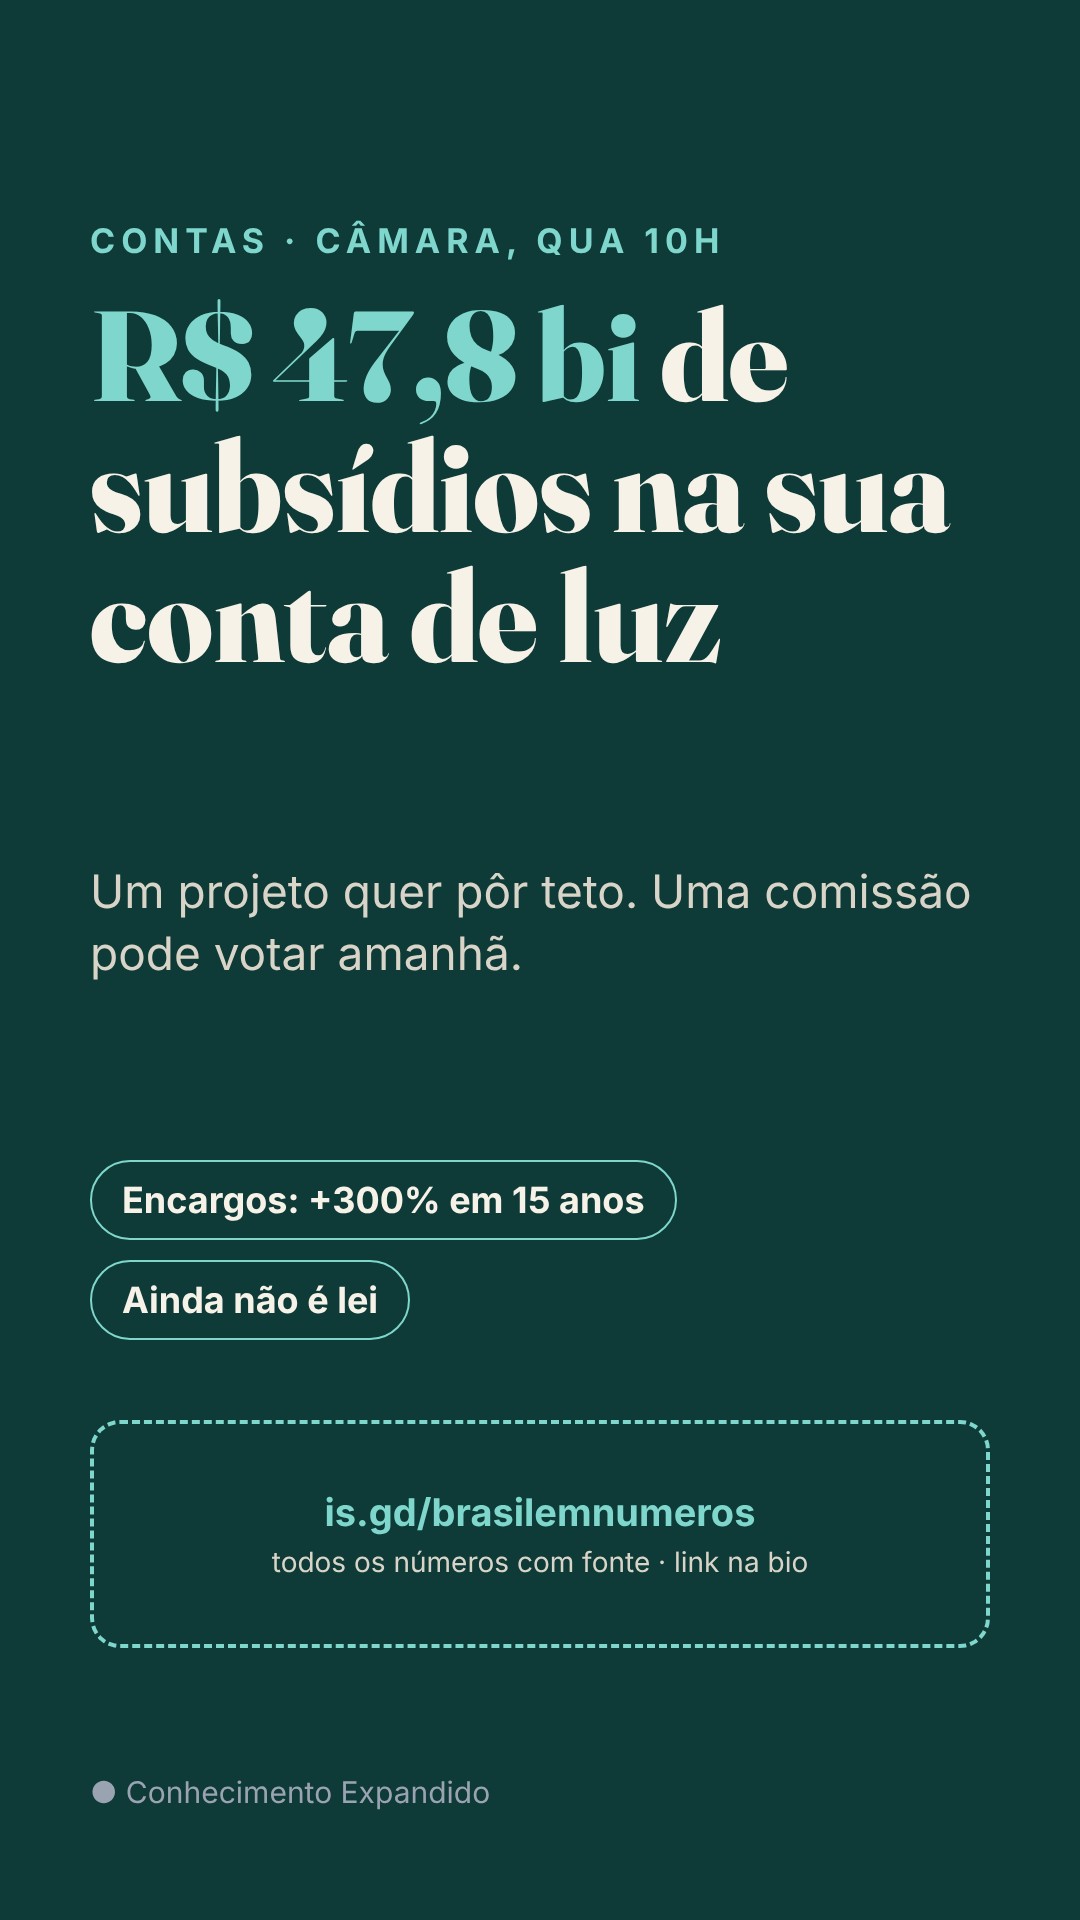 CONTAS · CÂMARA, QUA 10H
R$ 47,8 bi de
subsídios na sua
conta de luz
Um projeto quer pôr teto. Uma comissão
pode votar amanhã.
Encargos: +300% em 15 anos
Ainda não é lei
is.gd/brasilemnumeros
todos os números com fonte · link na bio
Conhecimento Expandido